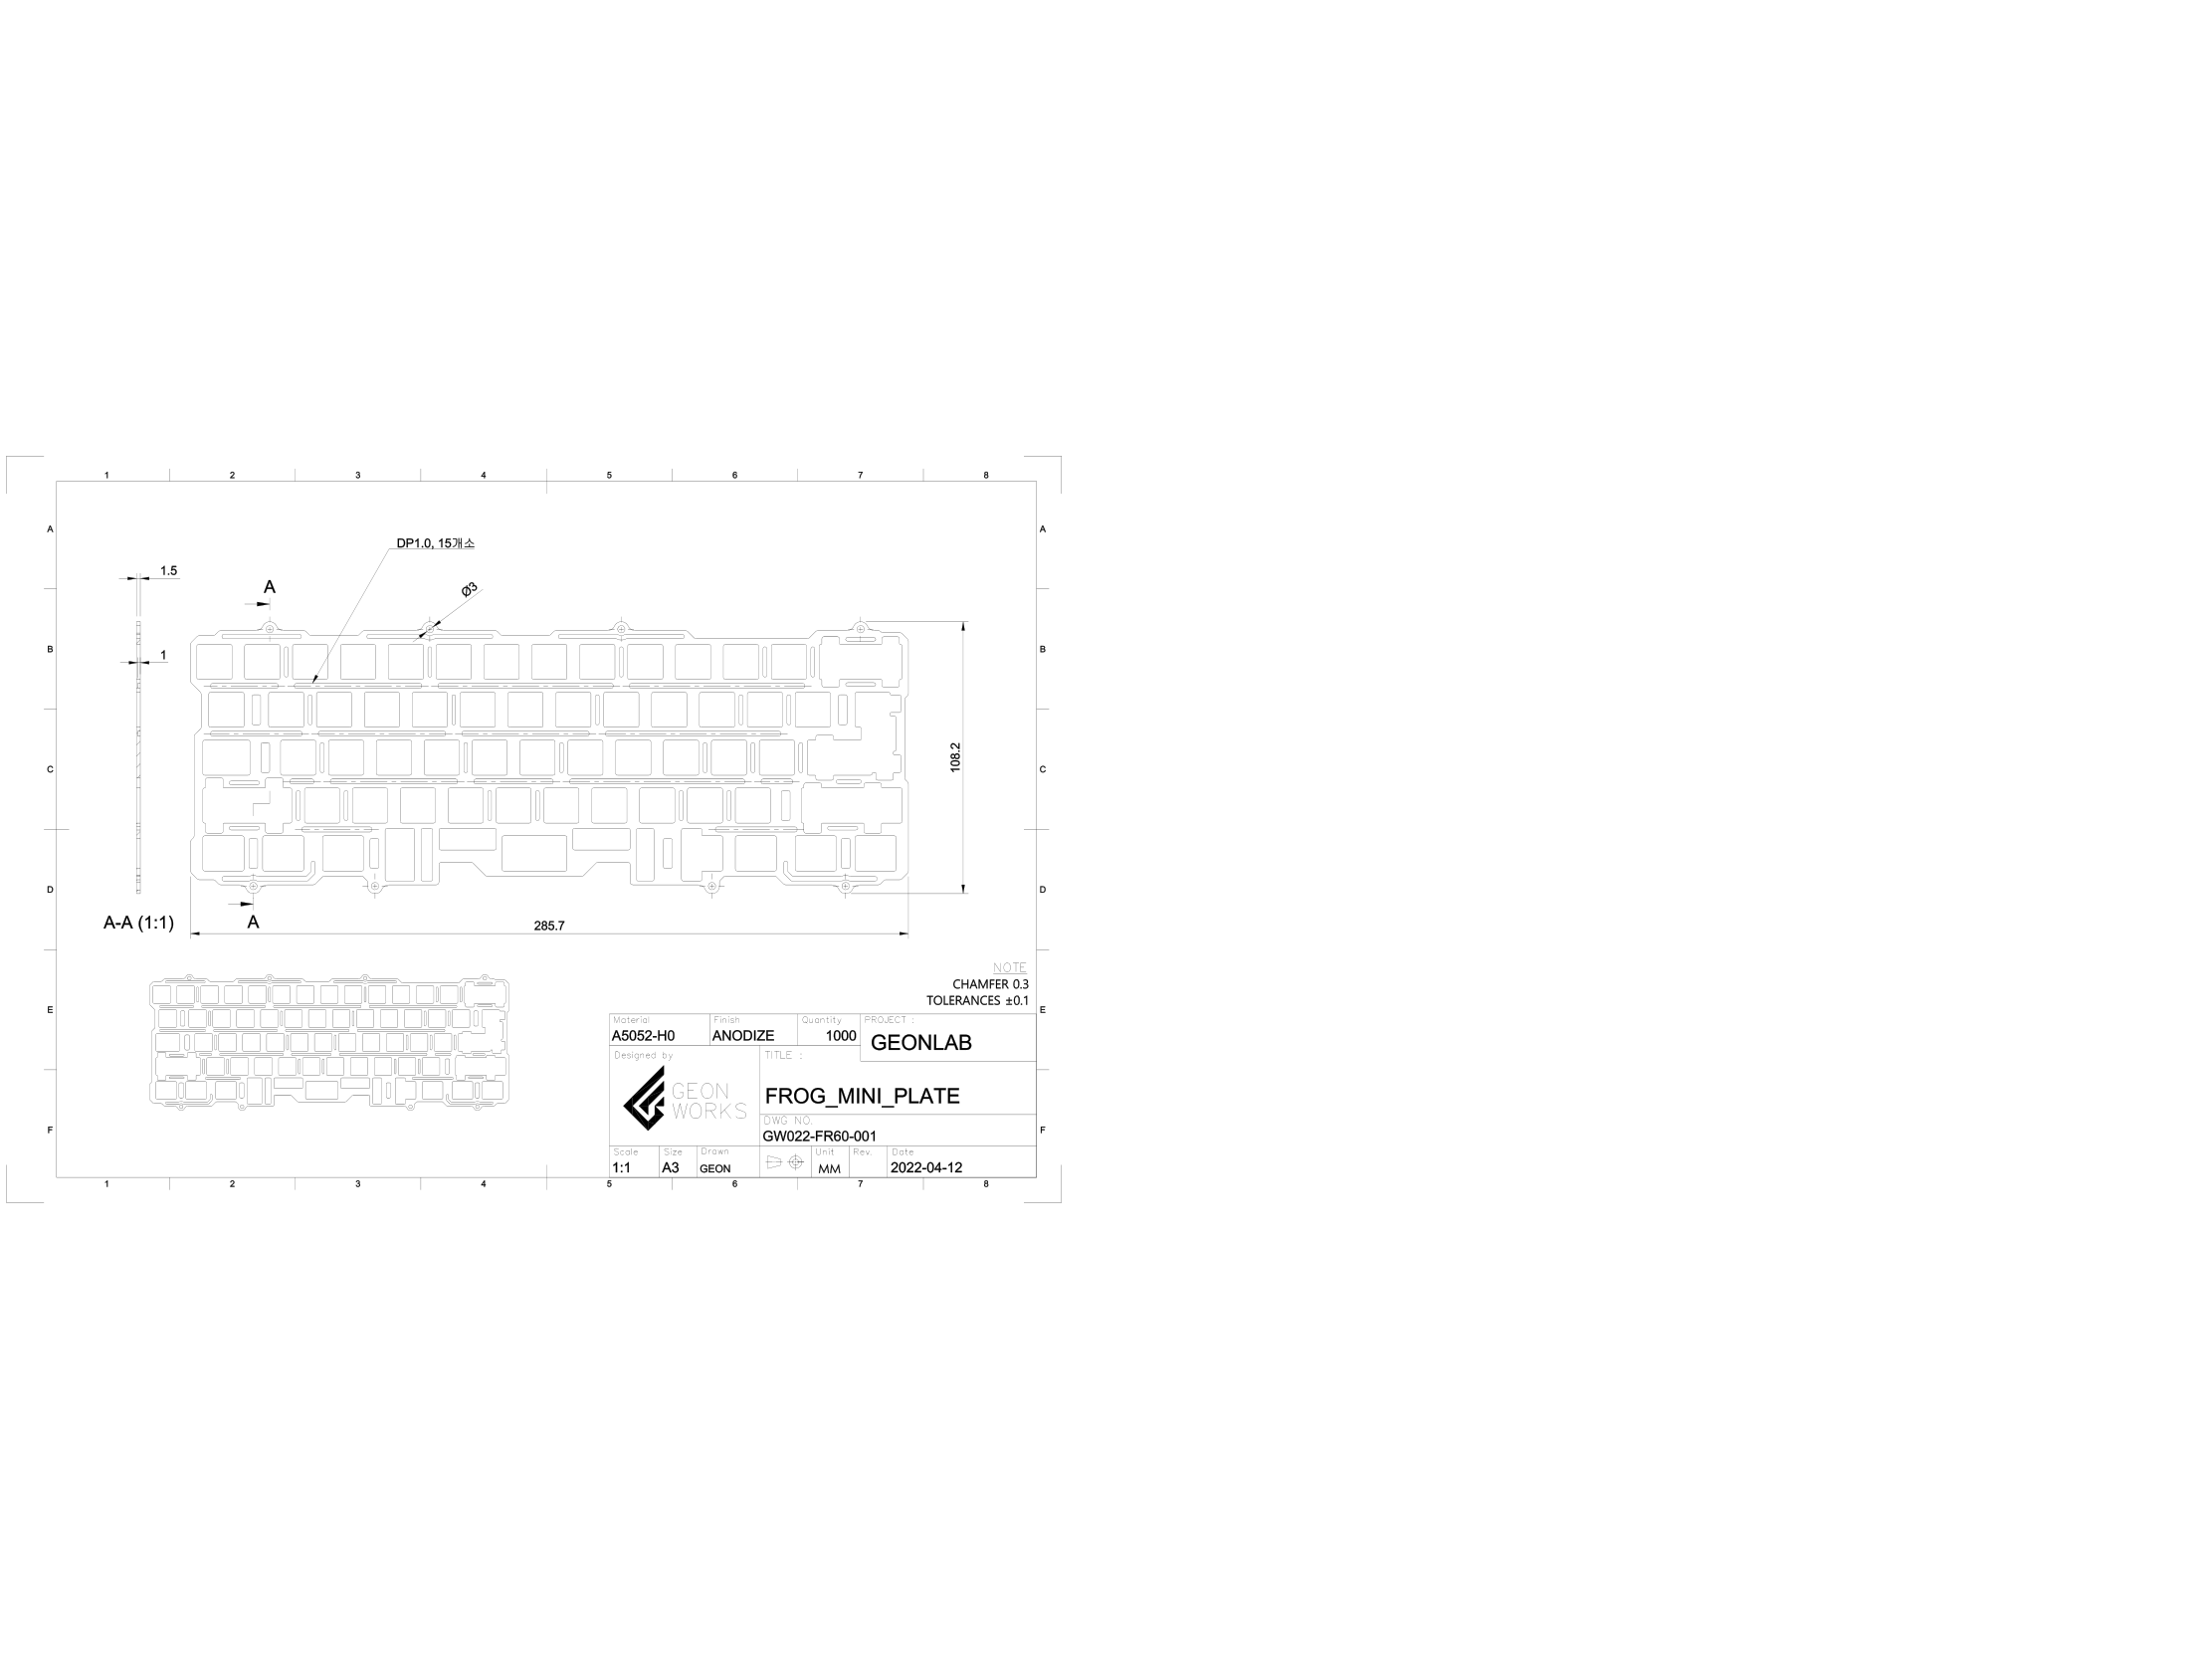 1 2 3 4 5 6 7 8
A A
DP1.0, 15개소
1.5
A
Ø3
B B
1
C C
108.2
D D
A-A (1:1)
A
285.7
NOTE
CHAMFER 0.3
TOLERANCES ±0.1
E E
Material Finish Quantity PROJECT :
A5052-H0 ANODIZE 1000 GEONLAB
Designed by TITLE :
GEON
WORKS
FROG_MINI_PLATE
DWG NO.
GW022-FR60-001
F F
Scale Size Drawn Unit Rev. Date
1:1 A3 GEON MM 2022-04-12
1 2 3 4 5 6 7 8